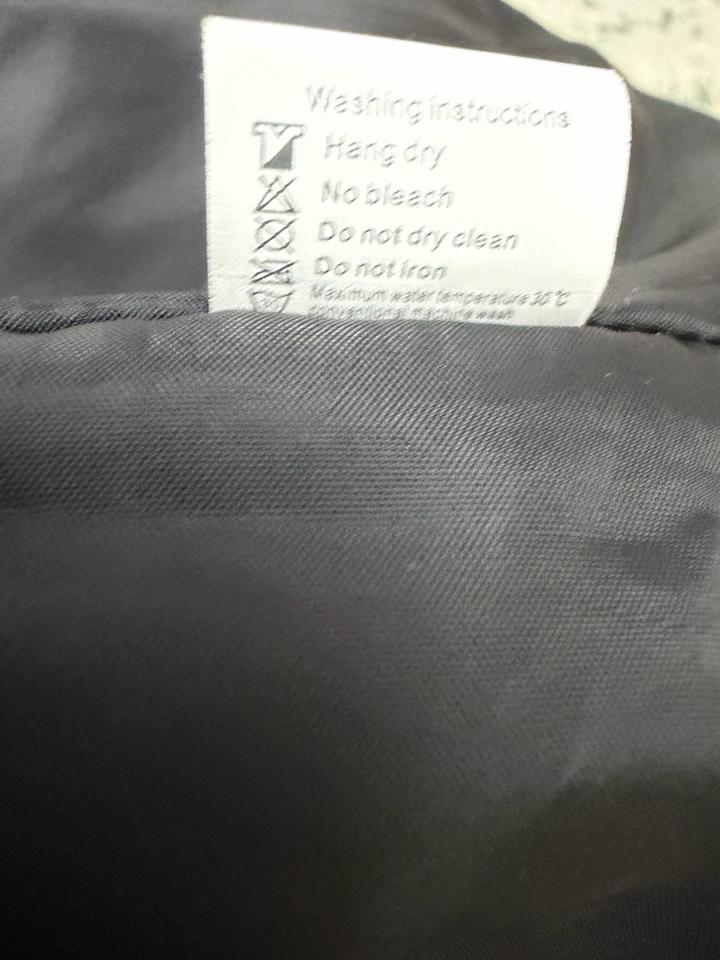 Washing instructions
Hang dry
No bleach
Do not dry clean
Do not iron
Maximum water temperature 30°C
conventional machine wash